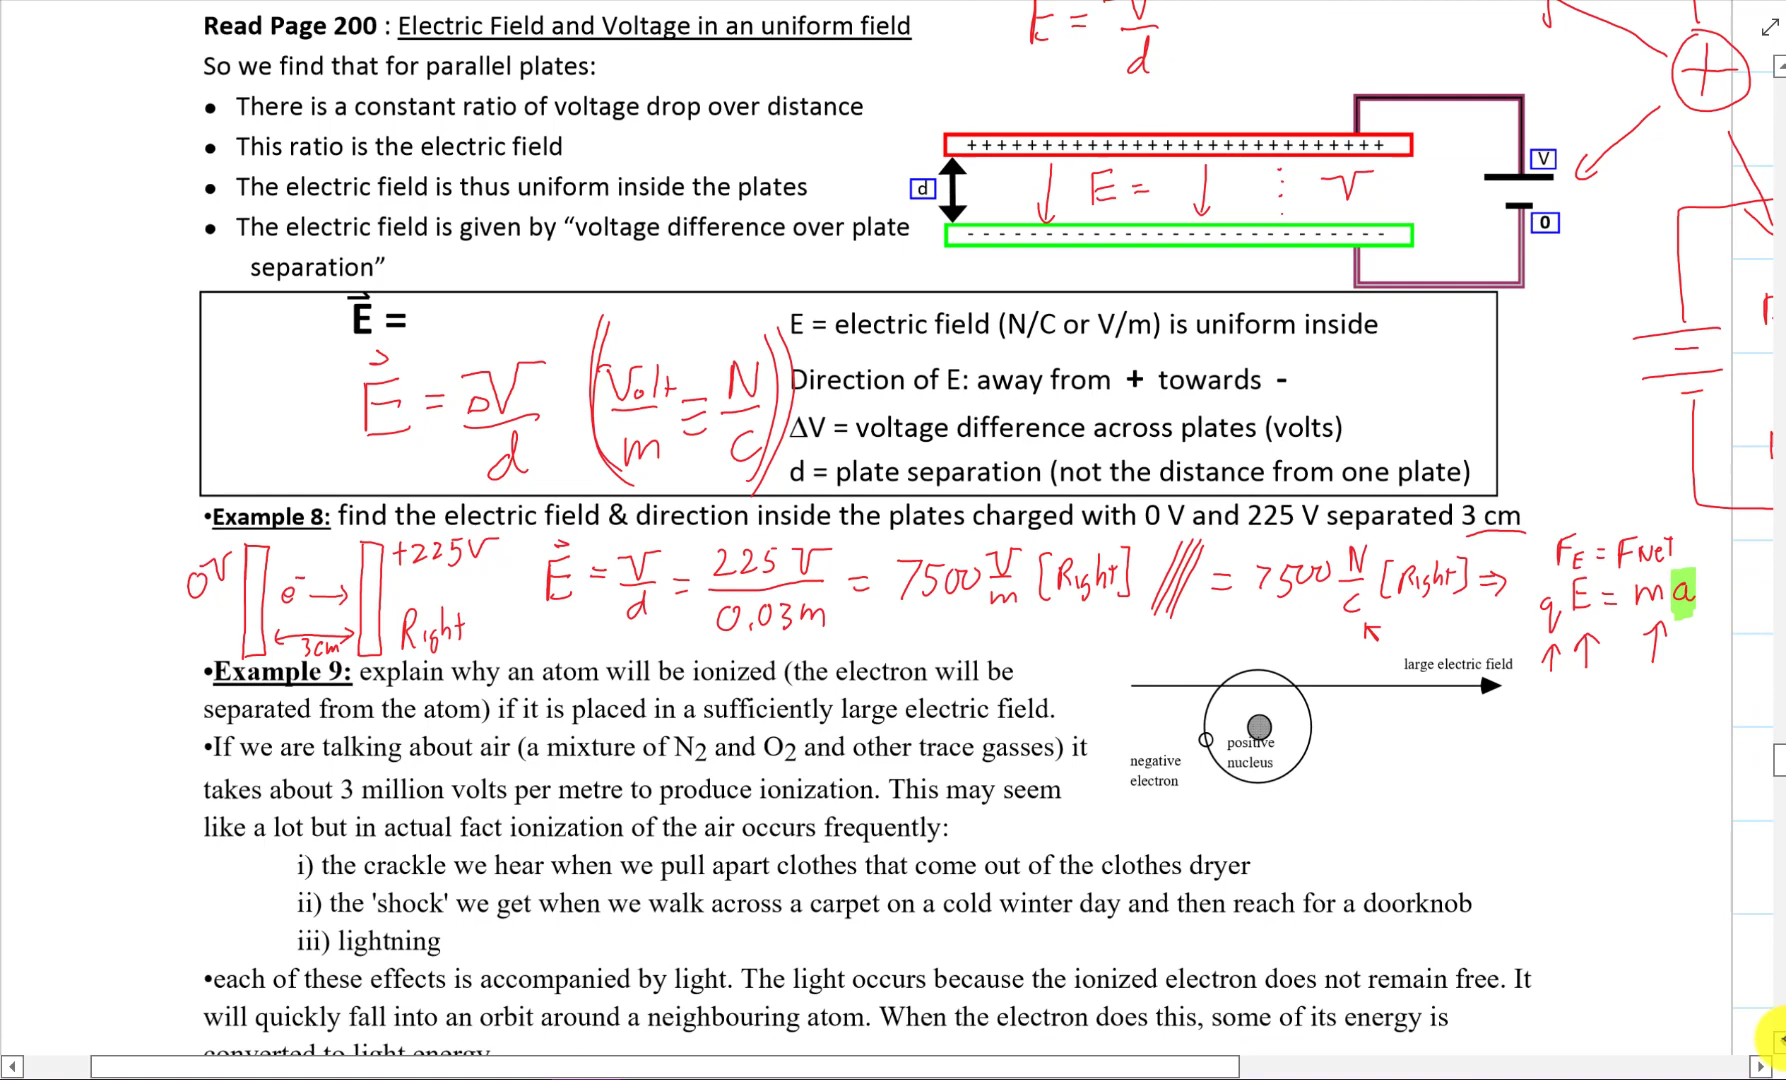 Read Page 200 : Electric Field and Voltage in an uniform field
E = V/d
So we find that for parallel plates:
• There is a constant ratio of voltage drop over distance
• This ratio is the electric field
• The electric field is thus uniform inside the plates
• The electric field is given by “voltage difference over plate
separation”
+
+ + + + + + + + + + + + + + + + + + + + + + + + + + + +
V
d
E =
V
0
- - - - - - - - - - - - - - - - - - - - - - - - - - - -
E =
E = ΔV/d (Volt/m ≡ N/C)
E = electric field (N/C or V/m) is uniform inside
Direction of E: away from + towards -
ΔV = voltage difference across plates (volts)
d = plate separation (not the distance from one plate)
•Example 8: find the electric field & direction inside the plates charged with 0 V and 225 V separated 3 cm
0V
+225V
e⁻ →
3cm
Right
E = V/d = 225 V/0.03m = 7500 V/m [Right] = 7500 N/C [Right] ⇒
FE = FNet
qE = ma
•Example 9: explain why an atom will be ionized (the electron will be
separated from the atom) if it is placed in a sufficiently large electric field.
large electric field
positive
nucleus
negative
electron
•If we are talking about air (a mixture of N2 and O2 and other trace gasses) it
takes about 3 million volts per metre to produce ionization. This may seem
like a lot but in actual fact ionization of the air occurs frequently:
i) the crackle we hear when we pull apart clothes that come out of the clothes dryer
ii) the 'shock' we get when we walk across a carpet on a cold winter day and then reach for a doorknob
iii) lightning
•each of these effects is accompanied by light. The light occurs because the ionized electron does not remain free. It
will quickly fall into an orbit around a neighbouring atom. When the electron does this, some of its energy is
converted to light energy